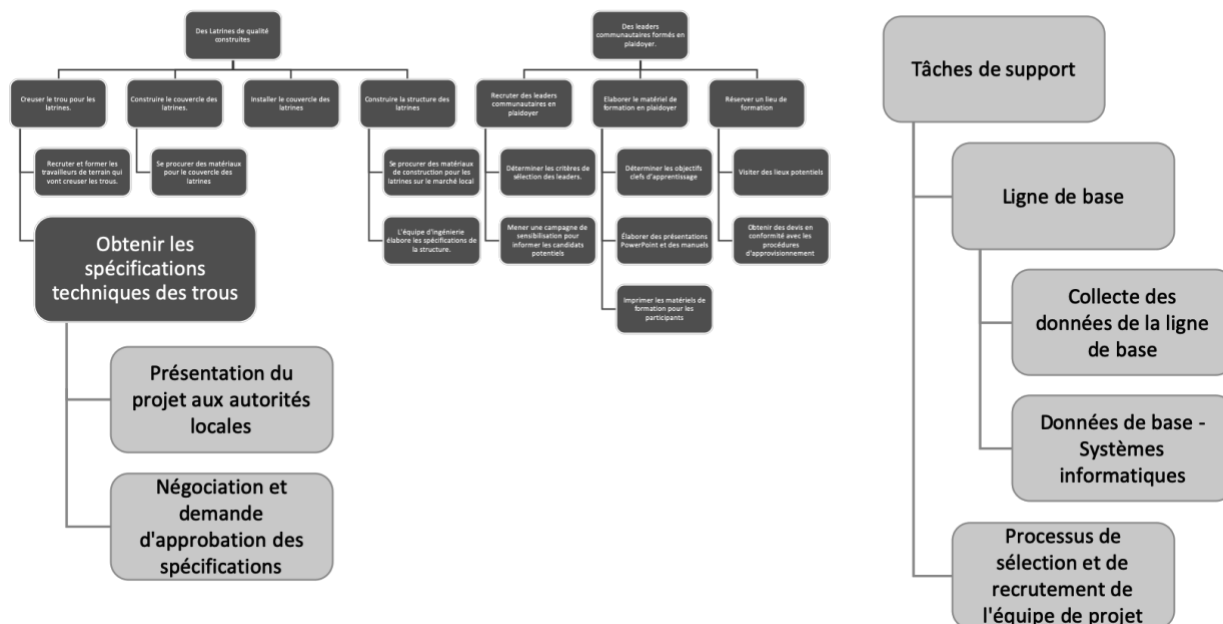 Des Latrines de qualité
construites
Creuser le trou pour les
latrines.
Construire le couvercle des
latrines.
Installer le couvercle des
latrines
Construire la structure des
latrines
Recruter et former les
travailleurs de terrain qui
vont creuser les trous.
Se procurer des matériaux
pour le couvercle des
latrines
Se procurer des matériaux
de construction pour les
latrines sur le marché local
L'équipe d'ingénierie
élabore les spécifications de
la structure.
Obtenir les
spécifications
techniques des trous
Présentation du
projet aux autorités
locales
Négociation et
demande
d'approbation des
spécifications
Des leaders
communautaires formés en
plaidoyer.
Recruter des leaders
communautaires en
plaidoyer
Elaborer le matériel de
formation en plaidoyer
Réserver un lieu de
formation
Déterminer les critères de
sélection des leaders.
Mener une campagne de
sensibilisation pour
informer les candidats
potentiels
Déterminer les objectifs
clefs d'apprentissage
Élaborer des présentations
PowerPoint et des manuels
Imprimer les matériels de
formation pour les
participants
Visiter des lieux potentiels
Obtenir des devis en
conformité avec les
procédures
d'approvisionnement
Tâches de support
Ligne de base
Collecte des
données de la ligne
de base
Données de base -
Systèmes
informatiques
Processus de
sélection et de
recrutement de
l'équipe de projet